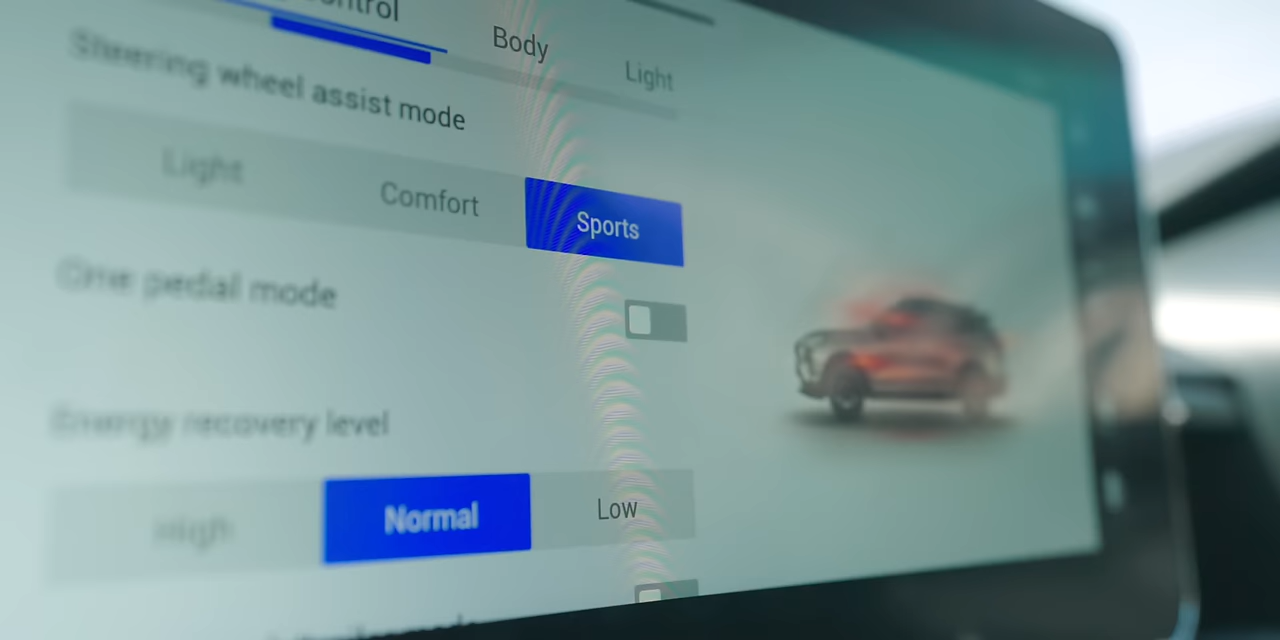 ontrol
Body
Light
Steering wheel assist mode
Light
Comfort
Sports
One pedal mode
Energy recovery level
High
Normal
Low